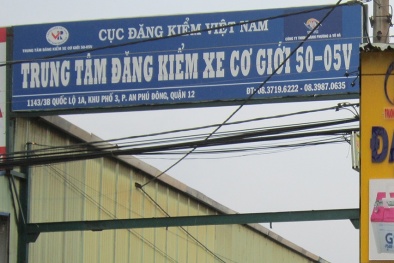 CỤC ĐĂNG KIỂM VIỆT NAM
TRUNG TÂM ĐĂNG KIỂM XE CƠ GIỚI 50-05V
1143/3B QUỐC LỘ 1A, KHU PHỐ 3, P. AN PHÚ ĐÔNG, QUẬN 12
ĐT: 08.3719.6222 - 08.3987.0635